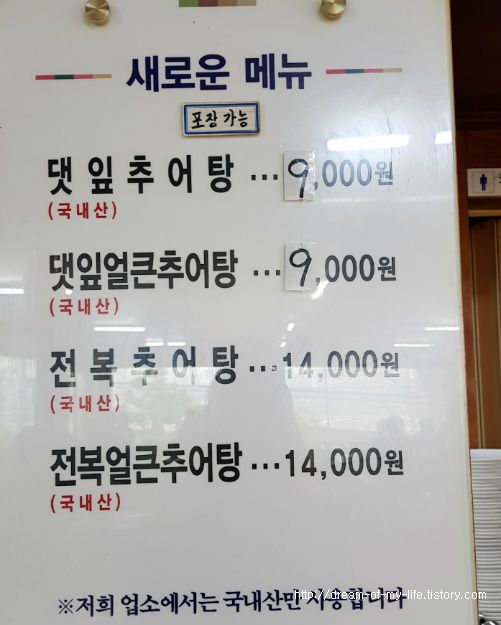 새로운 메뉴
포장 가능
댓잎추어탕 ... 9,000원
(국내산)
댓잎얼큰추어탕 ... 9,000원
(국내산)
전복추어탕 ... 14,000원
(국내산)
전복얼큰추어탕 ... 14,000원
(국내산)
※저희 업소에서는 국내산만 사용합니다
http://dream-of-my-life.tistory.com